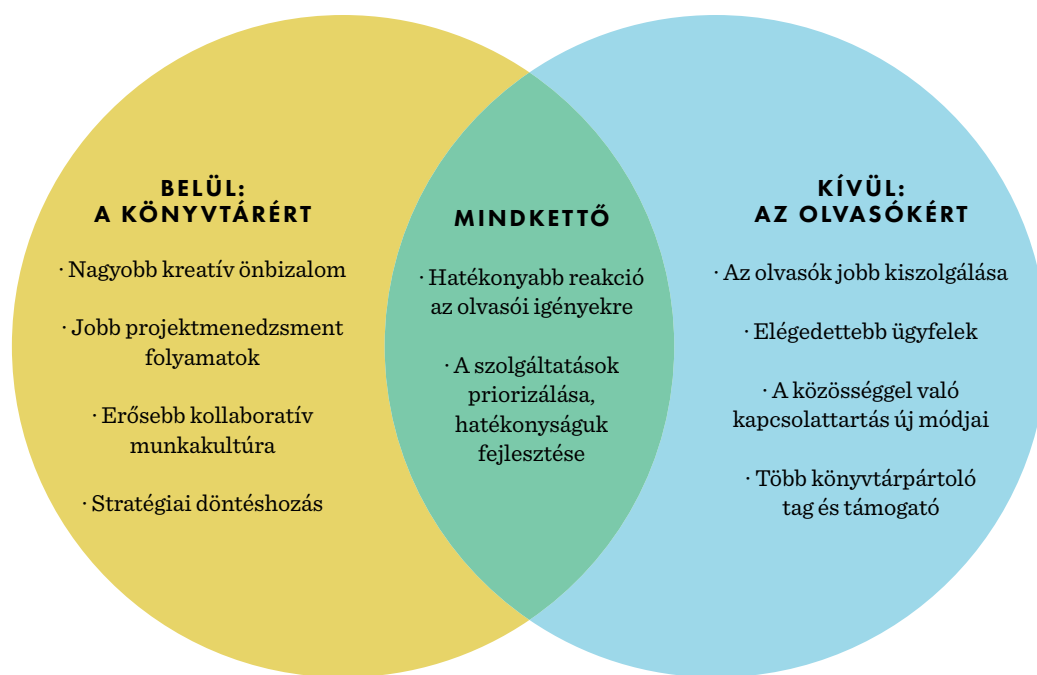 BELÜL:
A KÖNYVTÁRÉRT
· Nagyobb kreatív önbizalom
· Jobb projektmenedzsment
folyamatok
· Erősebb kollaboratív
munkakultúra
· Stratégiai döntéshozás
MINDKETTŐ
· Hatékonyabb reakció
az olvasói igényekre
· A szolgáltatások
priorizálása,
hatékonyságuk
fejlesztése
KÍVÜL:
AZ OLVASÓKÉRT
· Az olvasók jobb kiszolgálása
· Elégedettebb ügyfelek
· A közösséggel való
kapcsolattartás új módjai
· Több könyvtárpártoló
tag és támogató